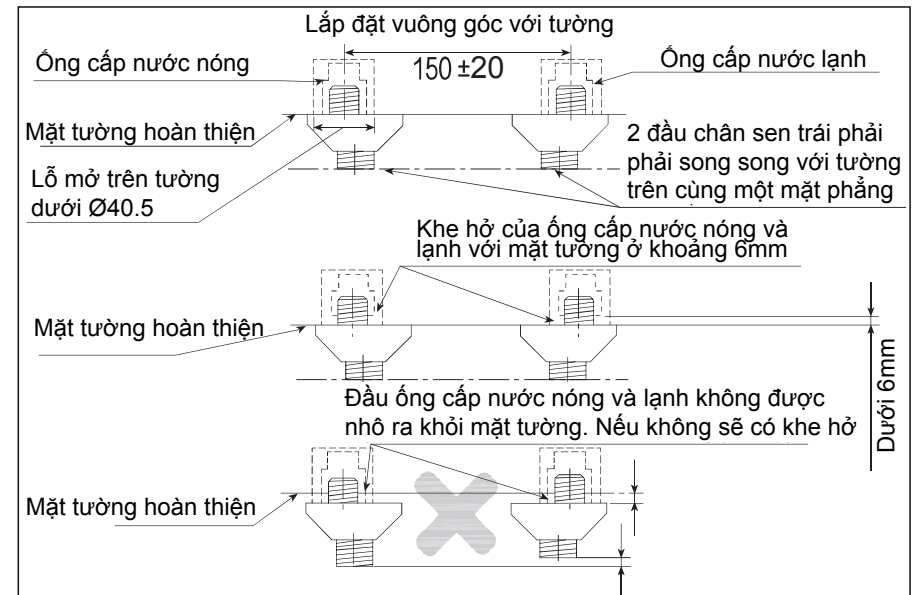 Lắp đặt vuông góc với tường
Ống cấp nước nóng
150 ±20
Ống cấp nước lạnh
Mặt tường hoàn thiện
2 đầu chân sen trái phải
phải song song với tường
trên cùng một mặt phẳng
Lỗ mở trên tường
dưới Ø40.5
Khe hở của ống cấp nước nóng và
lạnh với mặt tường ở khoảng 6mm
Mặt tường hoàn thiện
Dưới 6mm
Đầu ống cấp nước nóng và lạnh không được
nhô ra khỏi mặt tường. Nếu không sẽ có khe hở
Mặt tường hoàn thiện